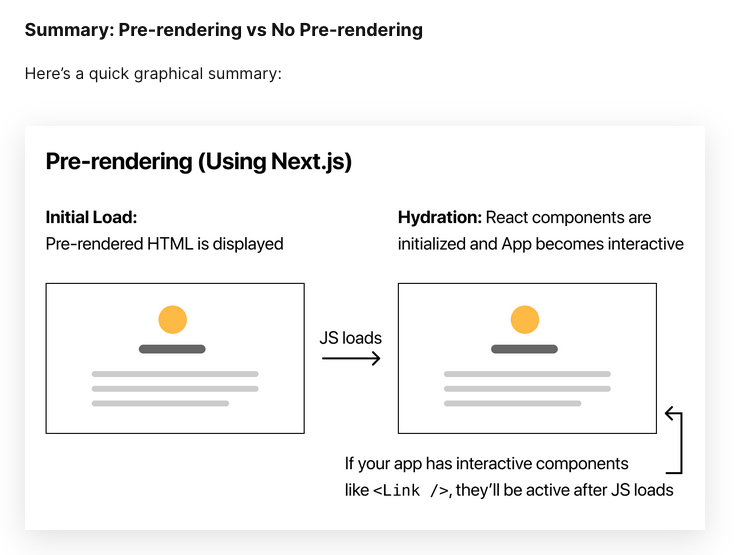 Summary: Pre-rendering vs No Pre-rendering
Here’s a quick graphical summary:
Pre-rendering (Using Next.js)
Initial Load:
Pre-rendered HTML is displayed
Hydration: React components are
initialized and App becomes interactive
JS loads
If your app has interactive components
like <Link />, they’ll be active after JS loads